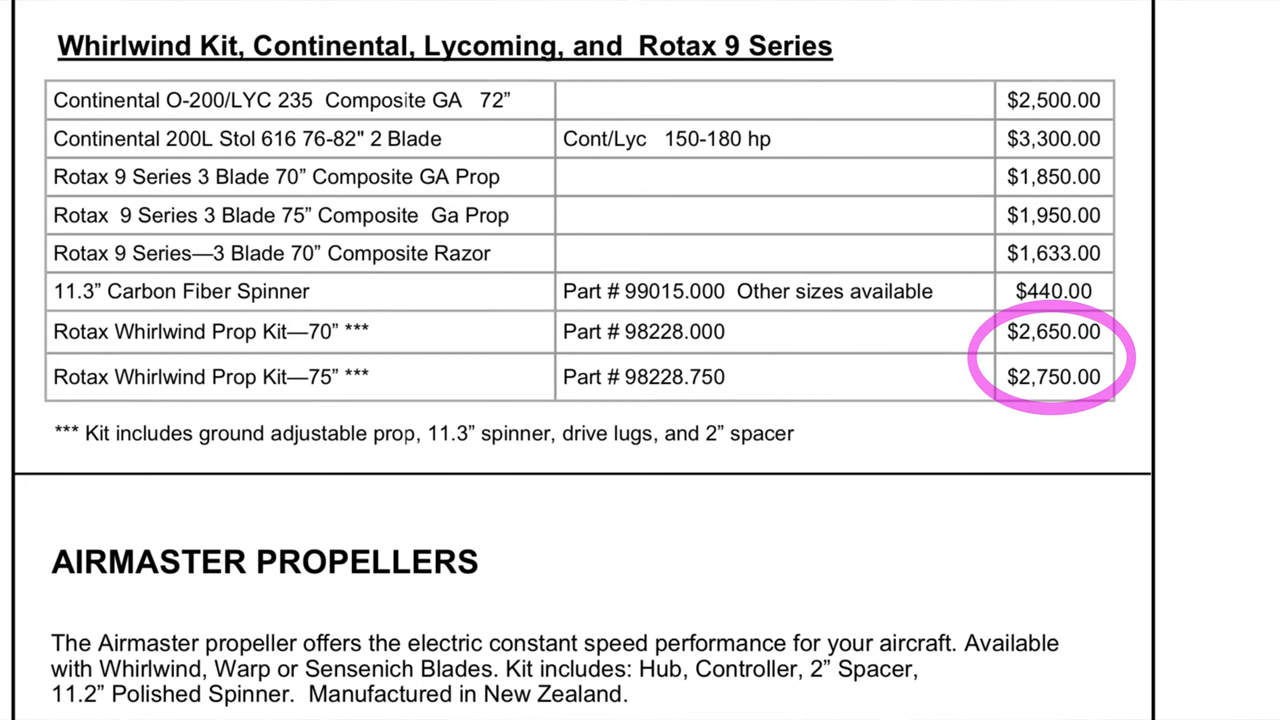 Whirlwind Kit, Continental, Lycoming, and Rotax 9 Series
Continental O-200/LYC 235 Composite GA 72” $2,500.00
Continental 200L Stol 616 76-82" 2 Blade Cont/Lyc 150-180 hp $3,300.00
Rotax 9 Series 3 Blade 70” Composite GA Prop $1,850.00
Rotax 9 Series 3 Blade 75” Composite Ga Prop $1,950.00
Rotax 9 Series—3 Blade 70” Composite Razor $1,633.00
11.3” Carbon Fiber Spinner Part # 99015.000 Other sizes available $440.00
Rotax Whirlwind Prop Kit—70” *** Part # 98228.000 $2,650.00
Rotax Whirlwind Prop Kit—75” *** Part # 98228.750 $2,750.00
*** Kit includes ground adjustable prop, 11.3” spinner, drive lugs, and 2” spacer
AIRMASTER PROPELLERS
The Airmaster propeller offers the electric constant speed performance for your aircraft. Available
with Whirlwind, Warp or Sensenich Blades. Kit includes: Hub, Controller, 2” Spacer,
11.2” Polished Spinner. Manufactured in New Zealand.